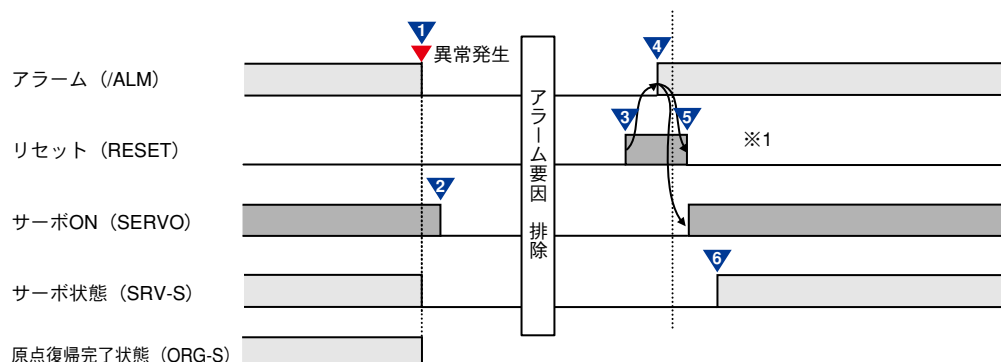 1
異常発生
4
アラーム（/ALM）
3
5
リセット（RESET）
※1
2
サーボON（SERVO）
アラーム要因 排除
6
サーボ状態（SRV-S）
原点復帰完了状態（ORG-S）